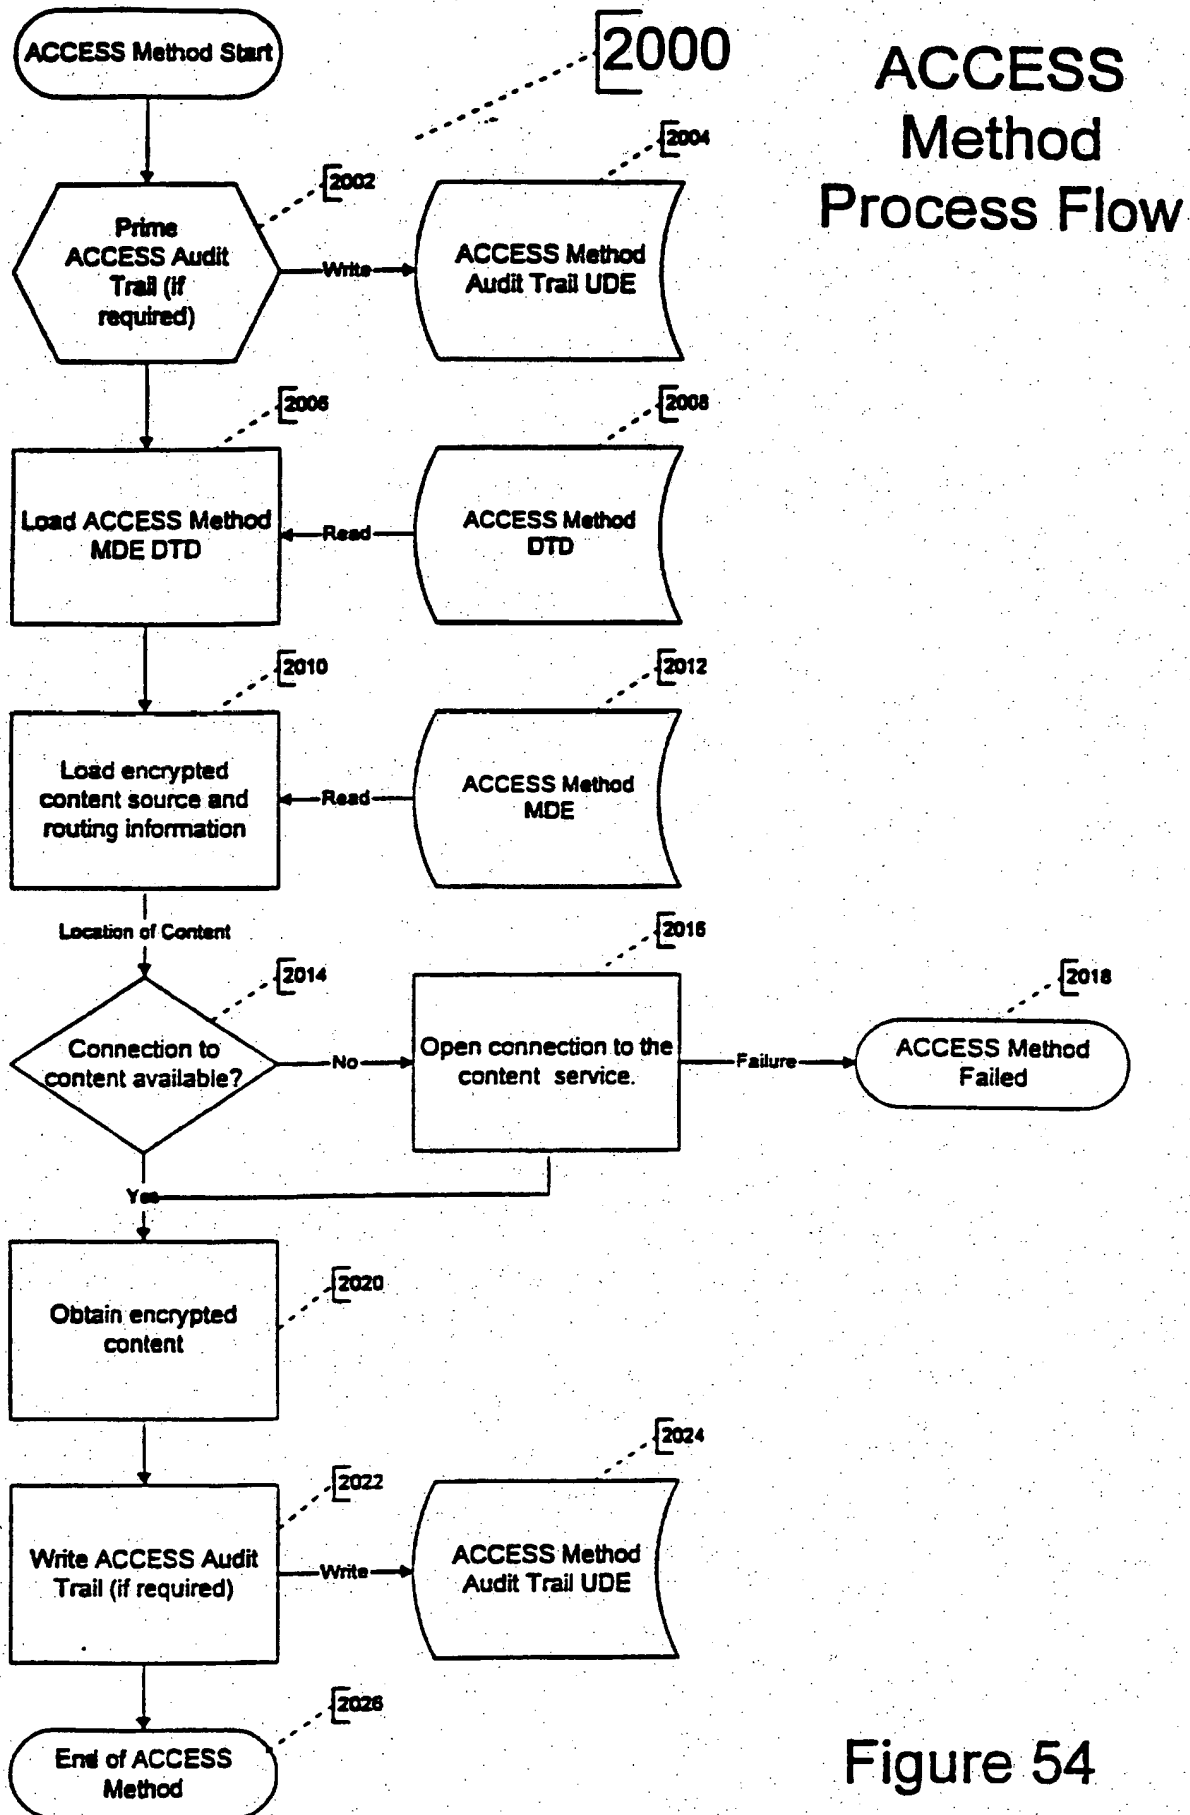 ACCESS Method Start
2000
ACCESS
Method
Process Flow
2002
2004
Prime
ACCESS Audit
Trail (if
required)
Write
ACCESS Method
Audit Trail UDE
2006
2008
Load ACCESS Method
MDE DTD
Read
ACCESS Method
DTD
2010
2012
Load encrypted
content source and
routing information
Read
ACCESS Method
MDE
Location of Content
2014
2016
2018
Connection to
content available?
No
Open connection to the
content service.
Failure
ACCESS Method
Failed
Yes
2020
Obtain encrypted
content
2022
2024
Write ACCESS Audit
Trail (if required)
Write
ACCESS Method
Audit Trail UDE
2026
End of ACCESS
Method
Figure 54